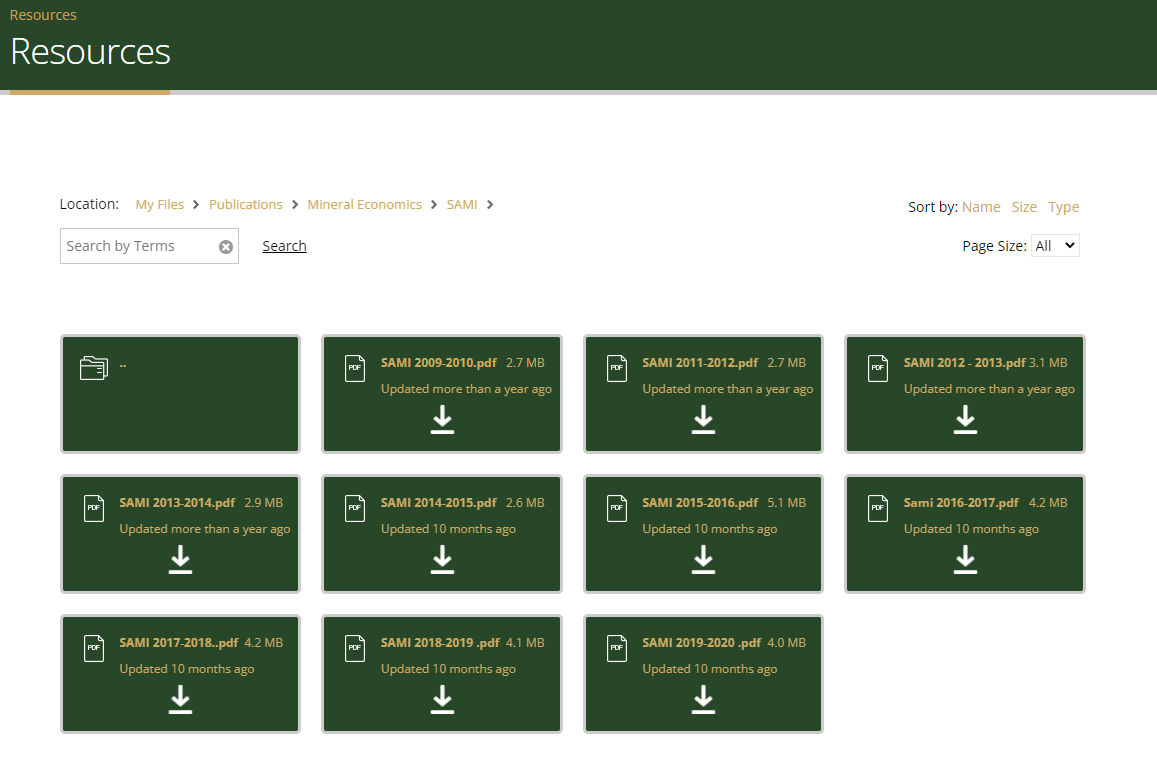 Resources
Resources
Location: My Files > Publications > Mineral Economics > SAMI >
Sort by: Name Size Type
Search by Terms Search
Page Size: All
..
PDF SAMI 2009-2010.pdf 2.7 MB
Updated more than a year ago
PDF SAMI 2011-2012.pdf 2.7 MB
Updated more than a year ago
PDF SAMI 2012 - 2013.pdf 3.1 MB
Updated more than a year ago
PDF SAMI 2013-2014.pdf 2.9 MB
Updated more than a year ago
PDF SAMI 2014-2015.pdf 2.6 MB
Updated 10 months ago
PDF SAMI 2015-2016.pdf 5.1 MB
Updated 10 months ago
PDF Sami 2016-2017.pdf 4.2 MB
Updated 10 months ago
PDF SAMI 2017-2018..pdf 4.2 MB
Updated 10 months ago
PDF SAMI 2018-2019 .pdf 4.1 MB
Updated 10 months ago
PDF SAMI 2019-2020 .pdf 4.0 MB
Updated 10 months ago